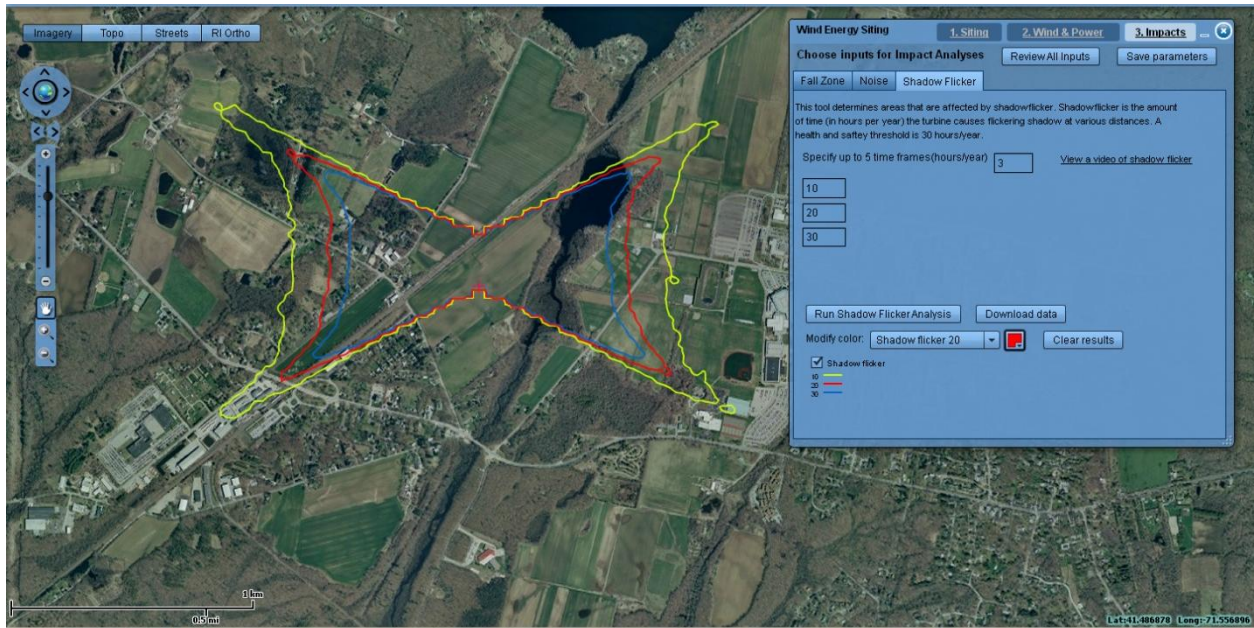 Imagery Topo Streets RI Ortho
Wind Energy Siting 1. Siting 2. Wind & Power 3. Impacts
Choose inputs for Impact Analyses Review All Inputs Save parameters
Fall Zone Noise Shadow Flicker
This tool determines areas that are affected by shadowflicker. Shadowflicker is the amount
of time (in hours per year) the turbine causes flickering shadow at various distances. A
health and saftey threshold is 30 hours/year.
Specify up to 5 time frames(hours/year) 3 View a video of shadow flicker
10
20
30
Run Shadow Flicker Analysis Download data
Modify color: Shadow flicker 20 Clear results
Shadow flicker
10
20
30
1 km
0.5 mi
Lat:41.486878 Long:-71.556896